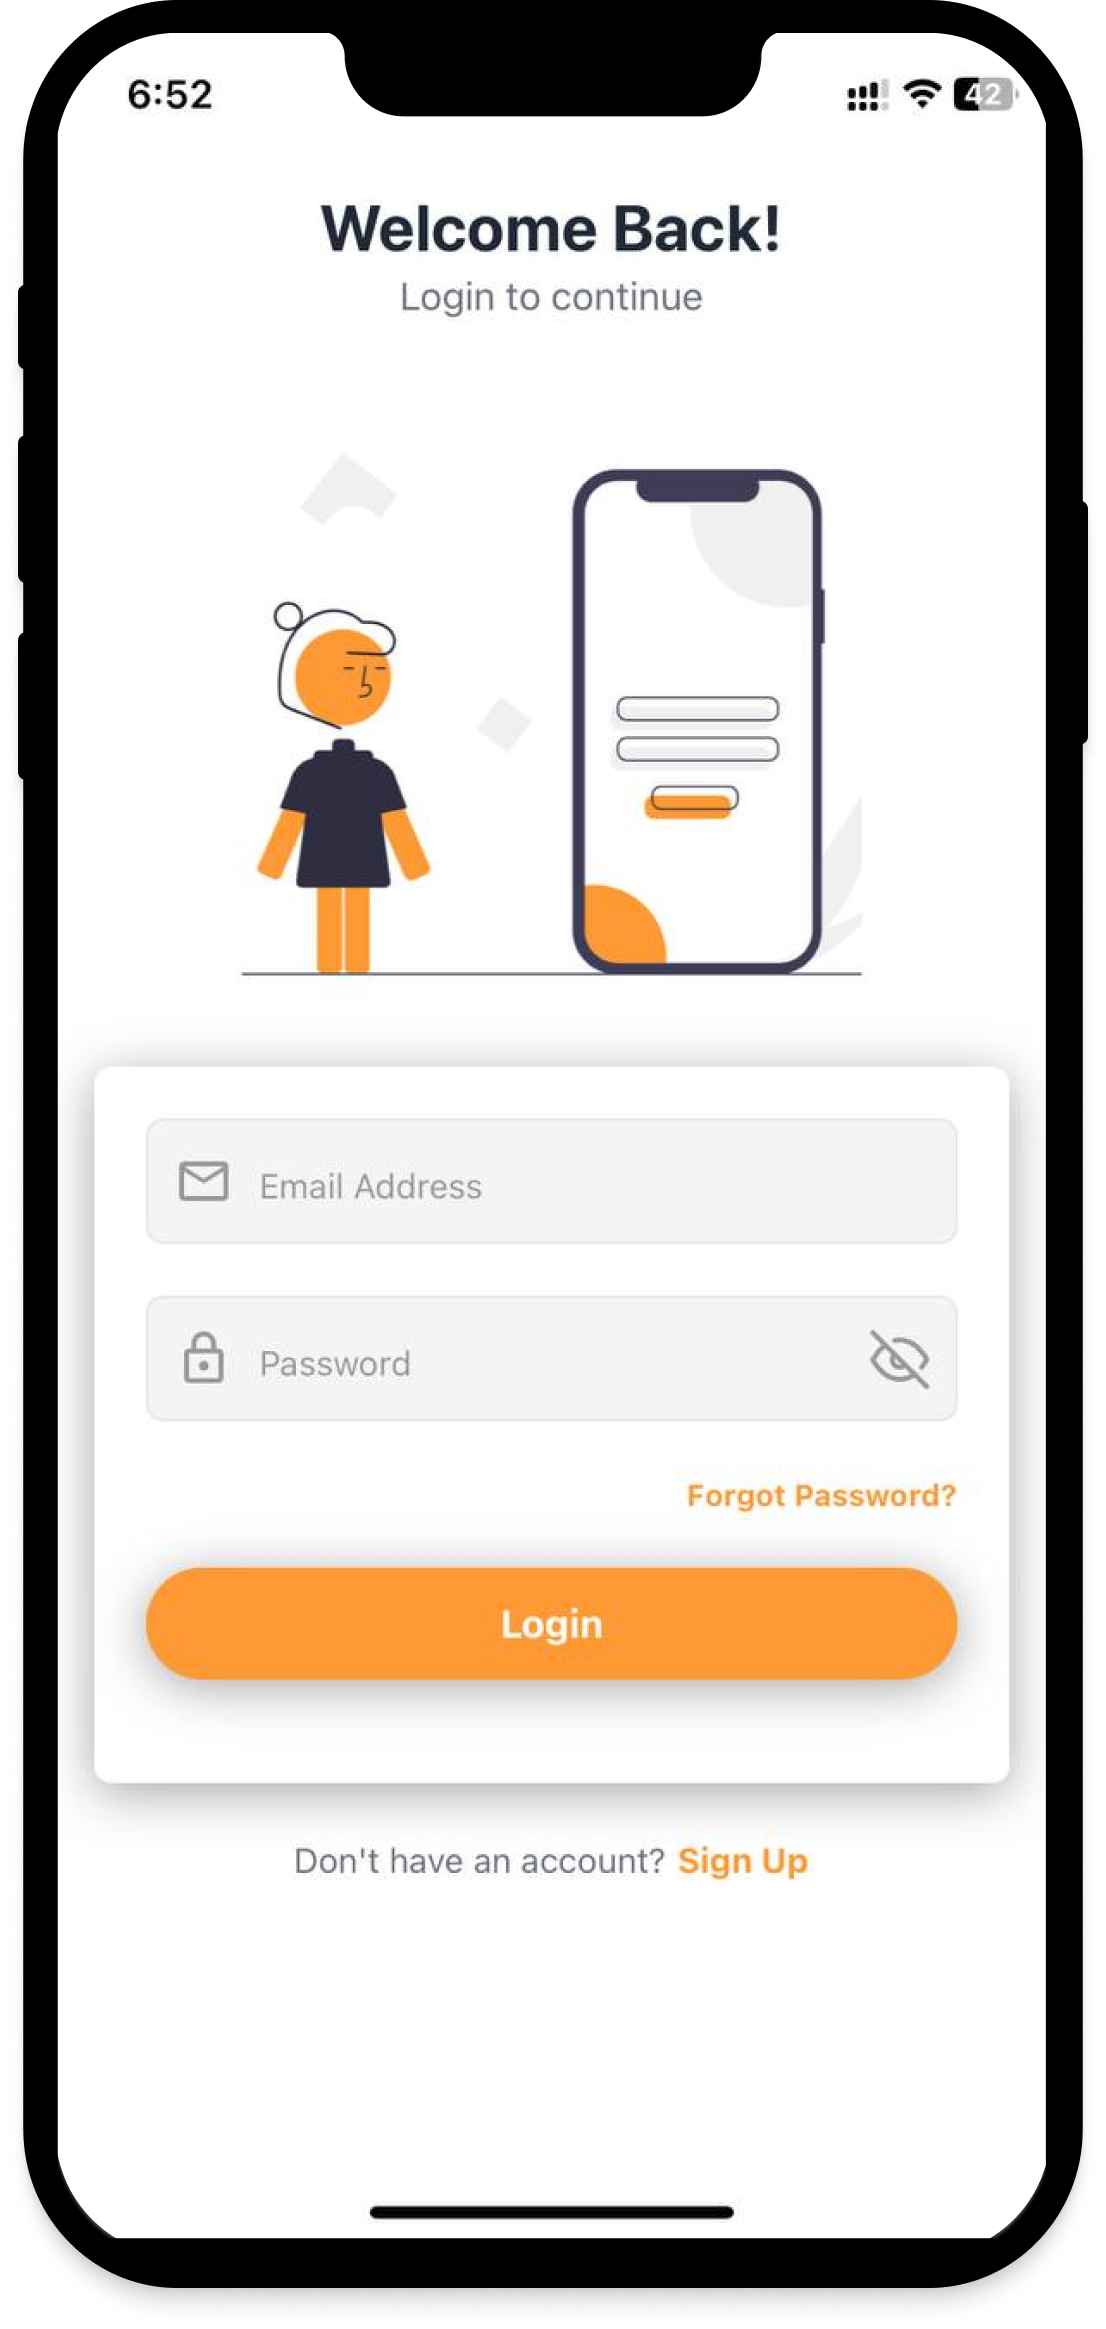 6:52
42
Welcome Back!
Login to continue
Email Address
Password
Forgot Password?
Login
Don't have an account? Sign Up